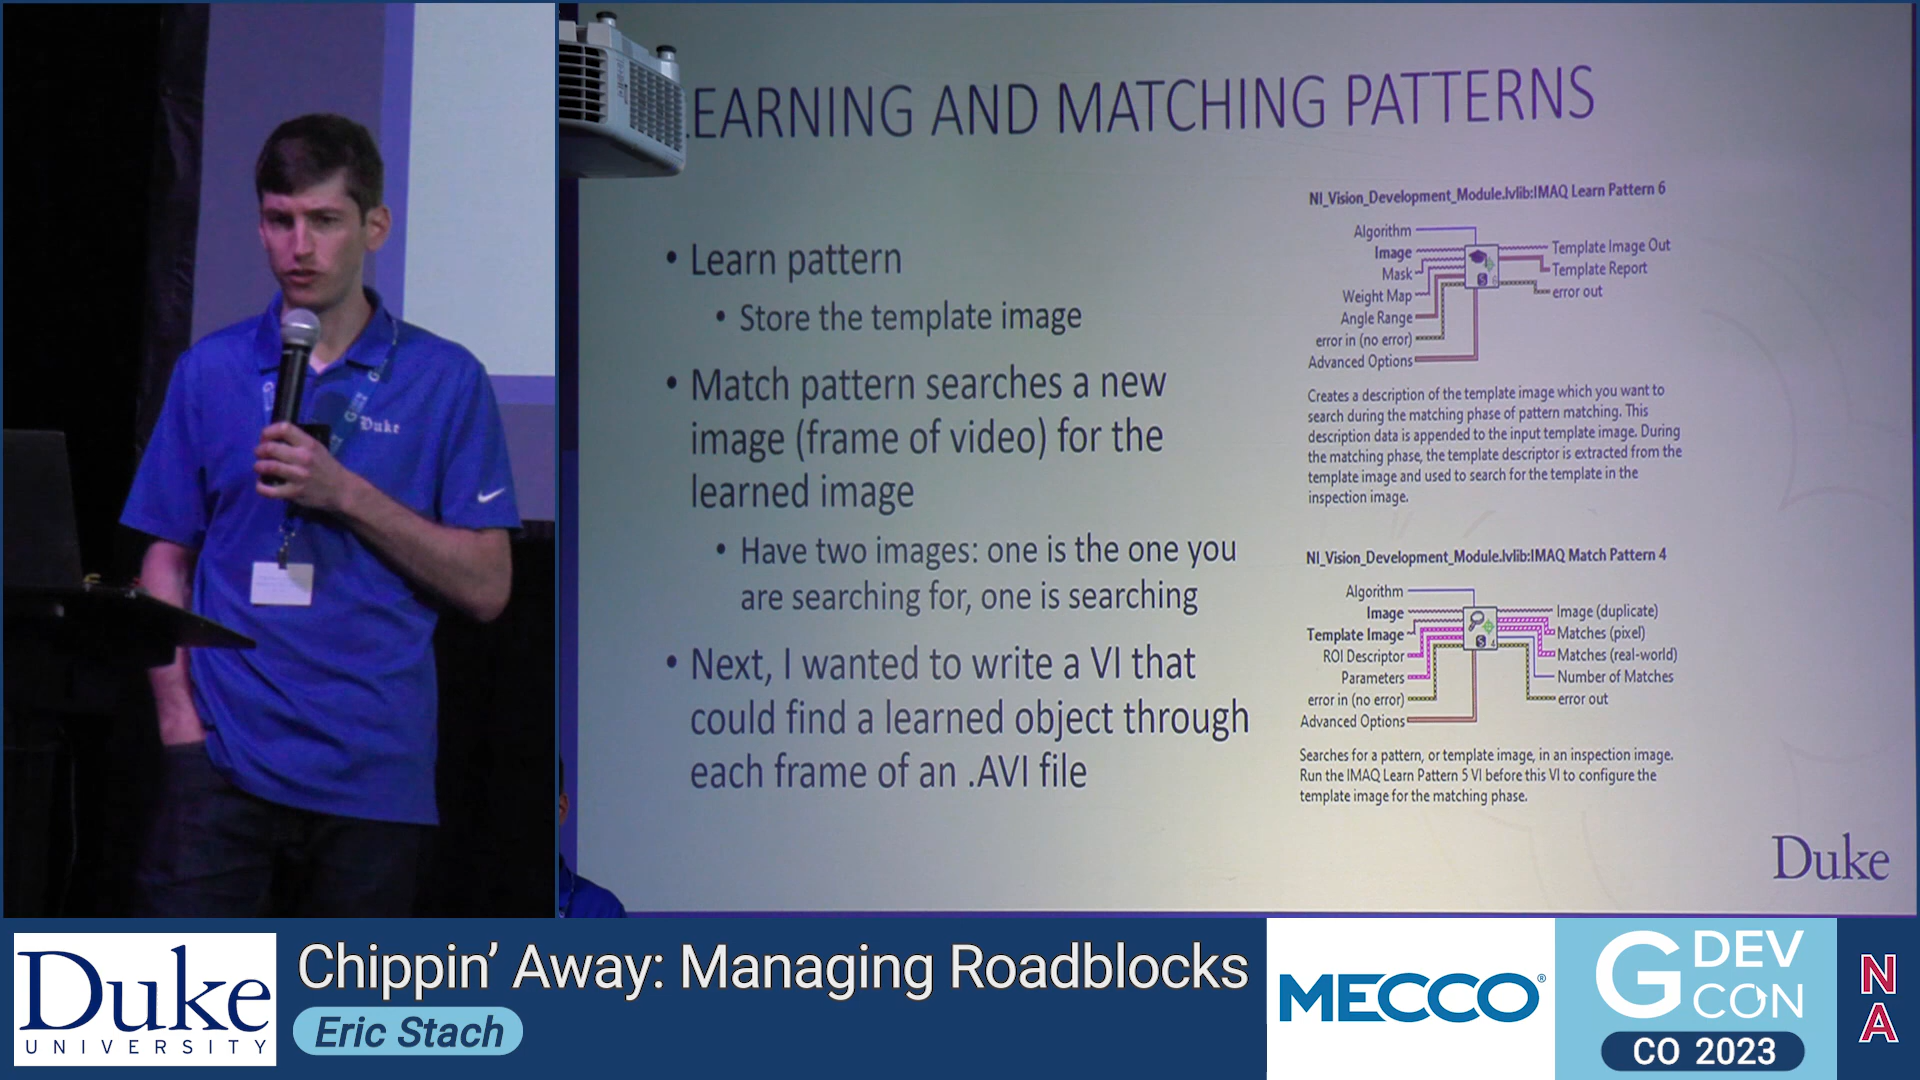 LEARNING AND MATCHING PATTERNS
• Learn pattern
• Store the template image
• Match pattern searches a new
image (frame of video) for the
learned image
• Have two images: one is the one you
are searching for, one is searching
• Next, I wanted to write a VI that
could find a learned object through
each frame of an .AVI file
NI_Vision_Development_Module.lvlib:IMAQ Learn Pattern 6
Algorithm
Image
Mask
Weight Map
Angle Range
error in (no error)
Advanced Options
Template Image Out
Template Report
error out
6
Creates a description of the template image which you want to
search during the matching phase of pattern matching. This
description data is appended to the input template image. During
the matching phase, the template descriptor is extracted from the
template image and used to search for the template in the
inspection image.
NI_Vision_Development_Module.lvlib:IMAQ Match Pattern 4
Algorithm
Image
Template Image
ROI Descriptor
Parameters
error in (no error)
Advanced Options
Image (duplicate)
Matches (pixel)
Matches (real-world)
Number of Matches
error out
4
Searches for a pattern, or template image, in an inspection image.
Run the IMAQ Learn Pattern 5 VI before this VI to configure the
template image for the matching phase.
Duke
Duke
Duke
UNIVERSITY
Chippin’ Away: Managing Roadblocks
Eric Stach
MECCO®
G DEV
CON
CO 2023
N
A